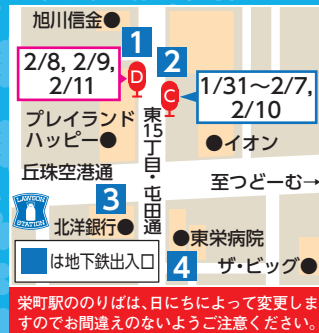 旭川信金●
1
2
2/8, 2/9,
2/11
D
C
1/31～2/7,
2/10
プレイランド
ハッピー●
東15丁目・屯田通
●イオン
丘珠空港通
至つどーむ→
LAWSON
STATION
3
北洋銀行●
●東栄病院
は地下鉄出入口
4
ザ・ビッグ●
栄町駅ののりばは、日にちによって変更しま
すのでお間違えのないようご注意ください。